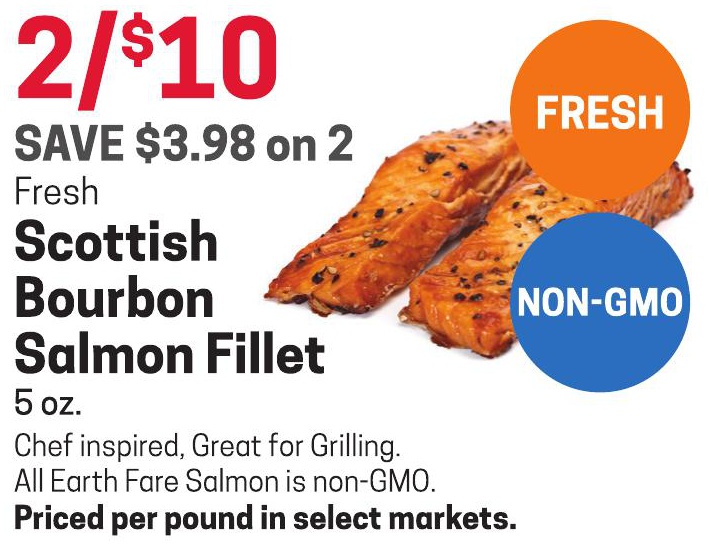 2/$10
SAVE $3.98 on 2
Fresh
Scottish
Bourbon
Salmon Fillet
5 oz.
Chef inspired, Great for Grilling.
All Earth Fare Salmon is non-GMO.
Priced per pound in select markets.
FRESH
NON-GMO